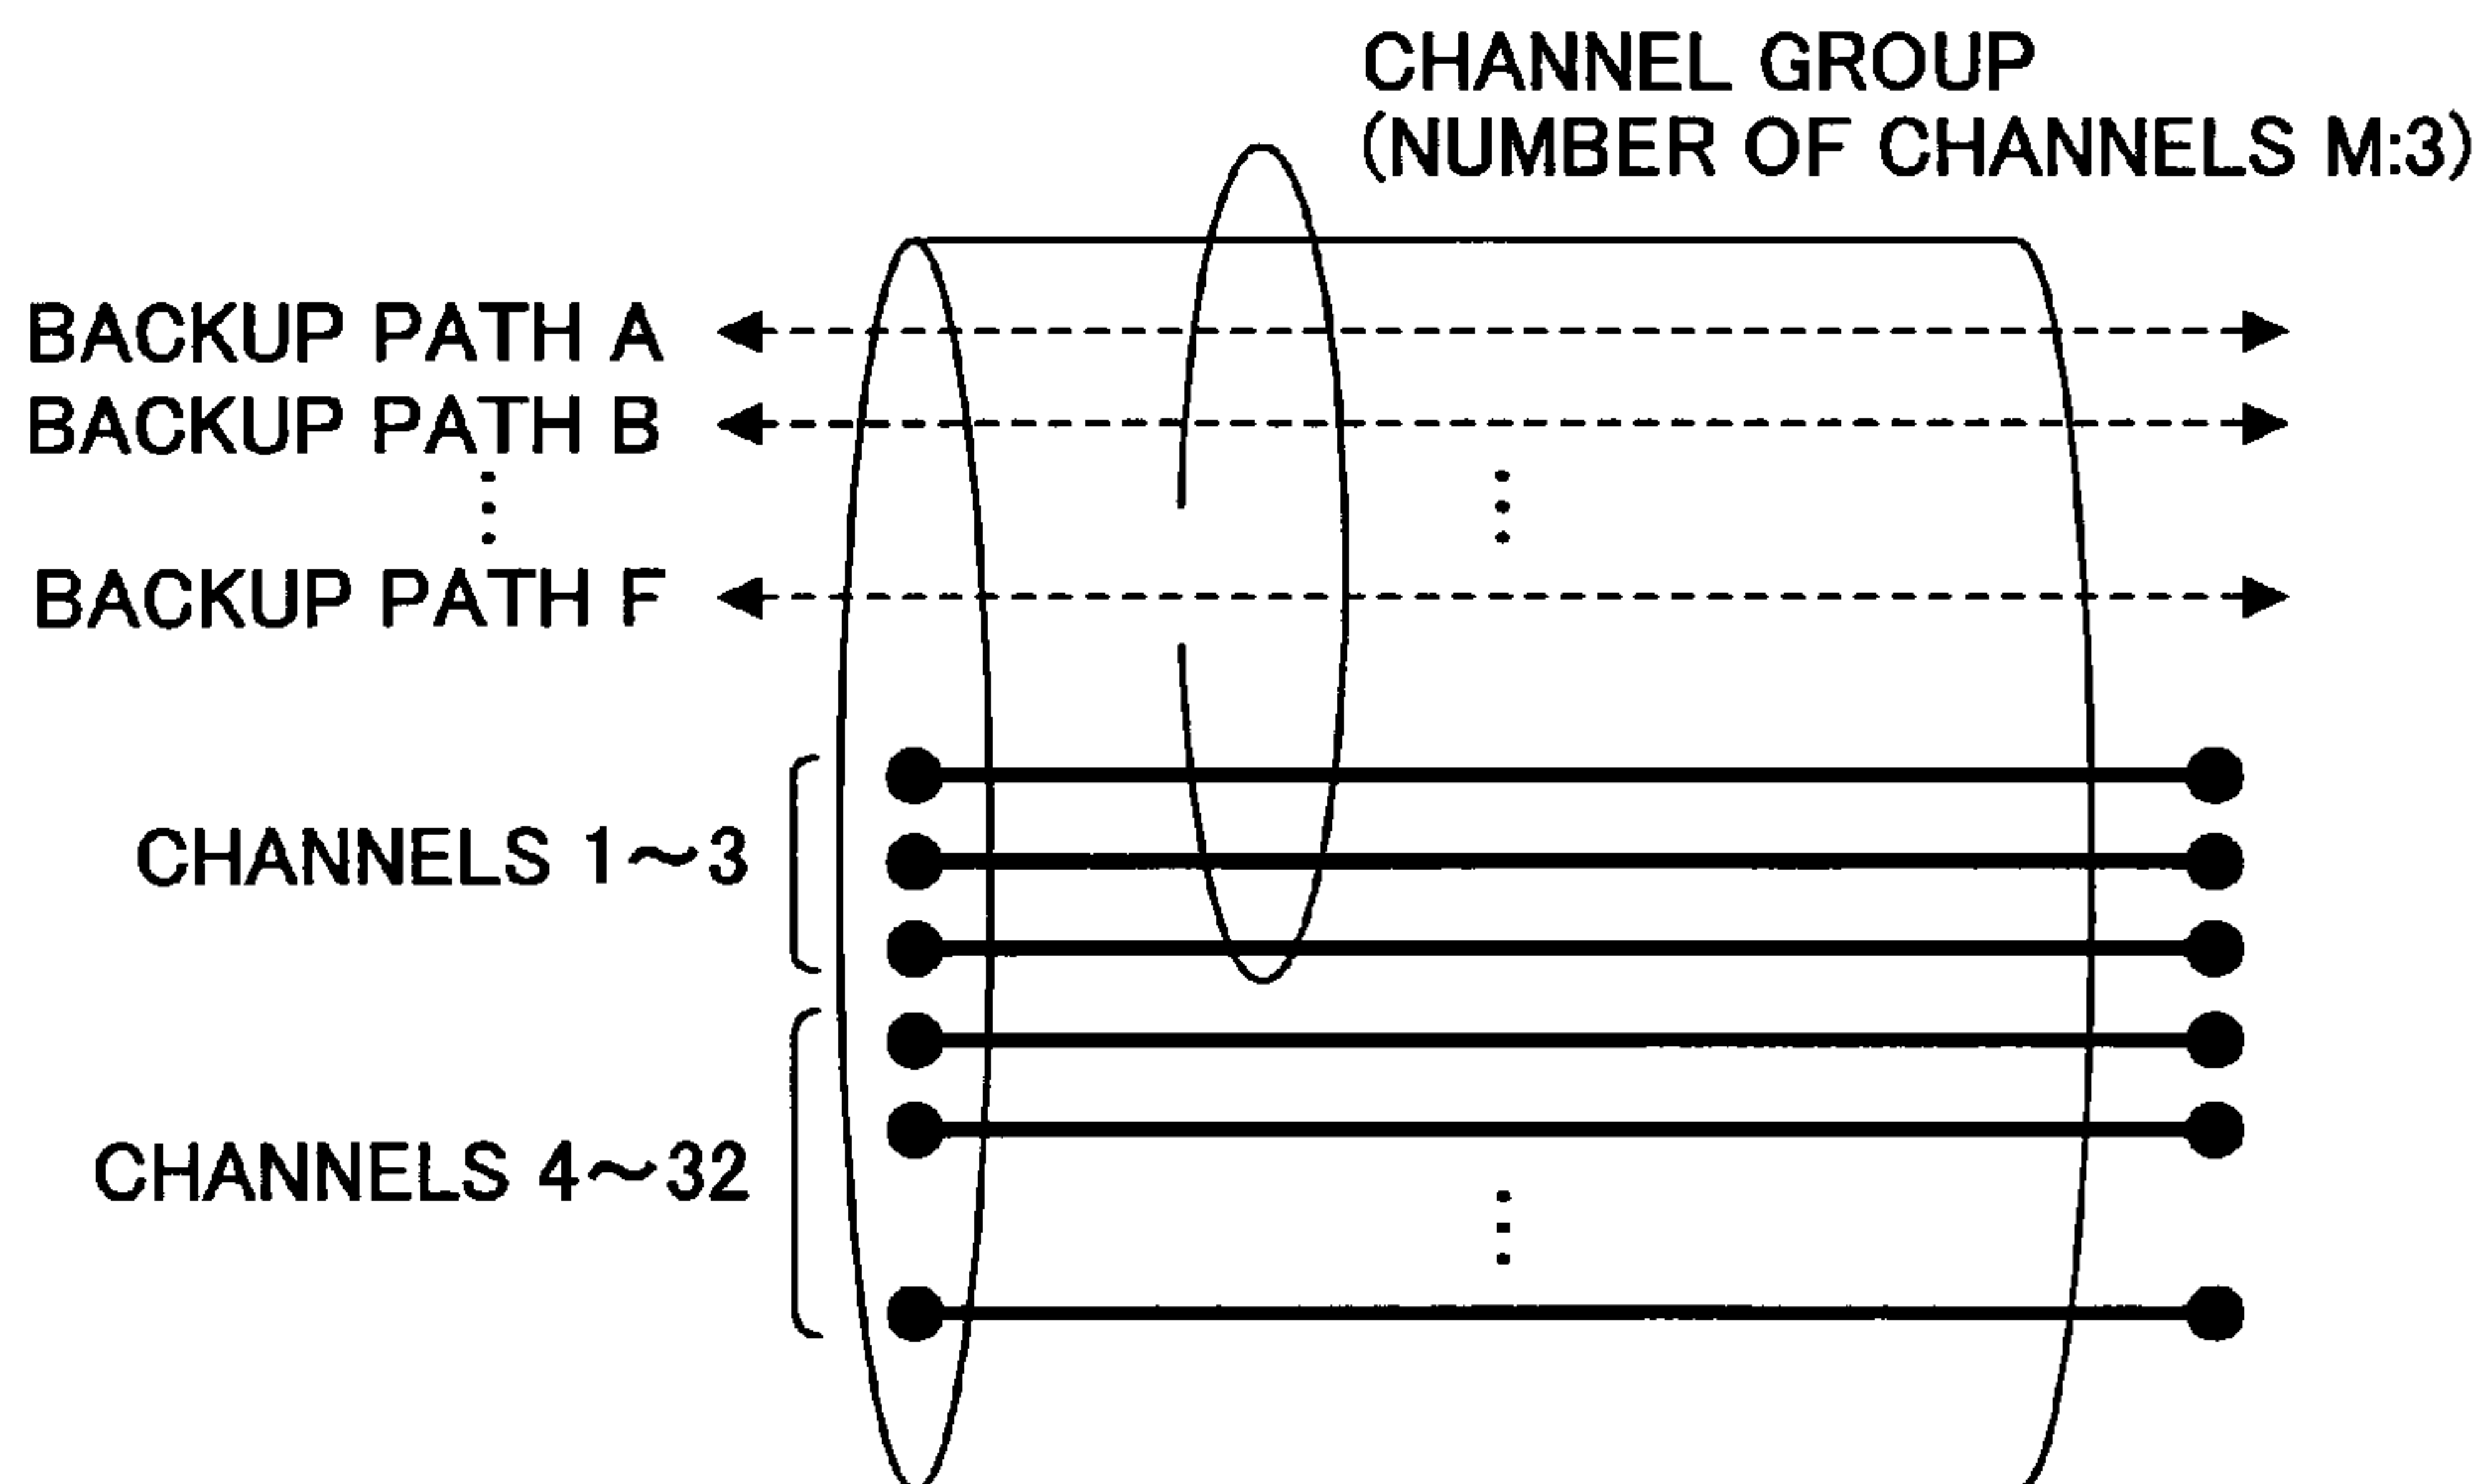 CHANNEL GROUP
(NUMBER OF CHANNELS M:3)
BACKUP PATH A
BACKUP PATH B
BACKUP PATH F
CHANNELS 1~3
CHANNELS 4~32